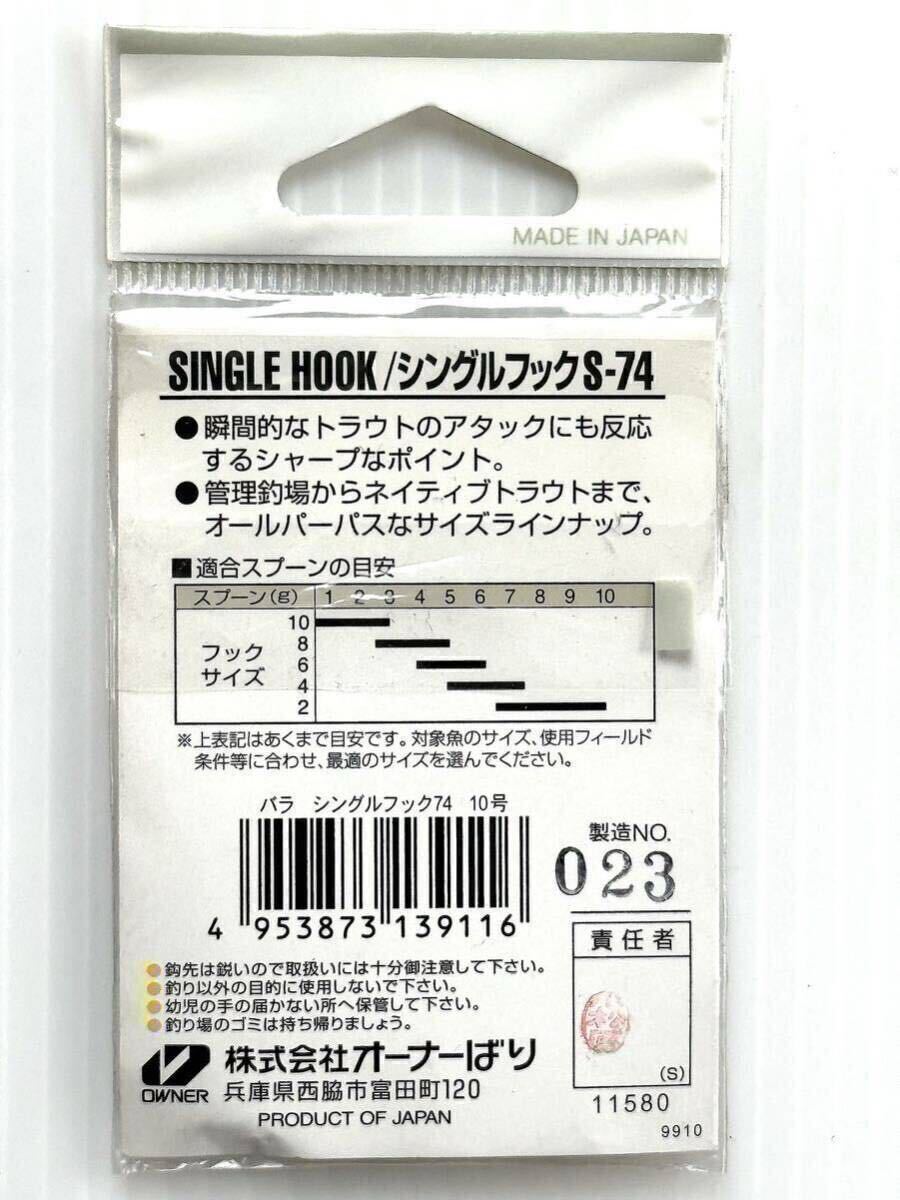 MADE IN JAPAN
SINGLE HOOK/シングルフックS-74
●瞬間的なトラウトのアタックにも反応
するシャープなポイント。
●管理釣場からネイティブトラウトまで、
オールパーパスなサイズラインナップ。
■適合スプーンの目安
スプーン(g) 1 2 3 4 5 6 7 8 9 10
フック
サイズ
10
8
6
4
2
※上表記はあくまで目安です。対象魚のサイズ、使用フィールド
条件等に合わせ、最適のサイズを選んでください。
バラ シングルフック74 10号
4 953873 139116
製造NO.
023
責任者
(S)
11580
9910
●鈎先は鋭いので取扱いには十分御注意して下さい。
●釣り以外の目的に使用しないで下さい。
●幼児の手の届かない所へ保管して下さい。
●釣り場のゴミは持ち帰りましょう。
OWNER
株式会社オーナーばり
兵庫県西脇市富田町120
PRODUCT OF JAPAN